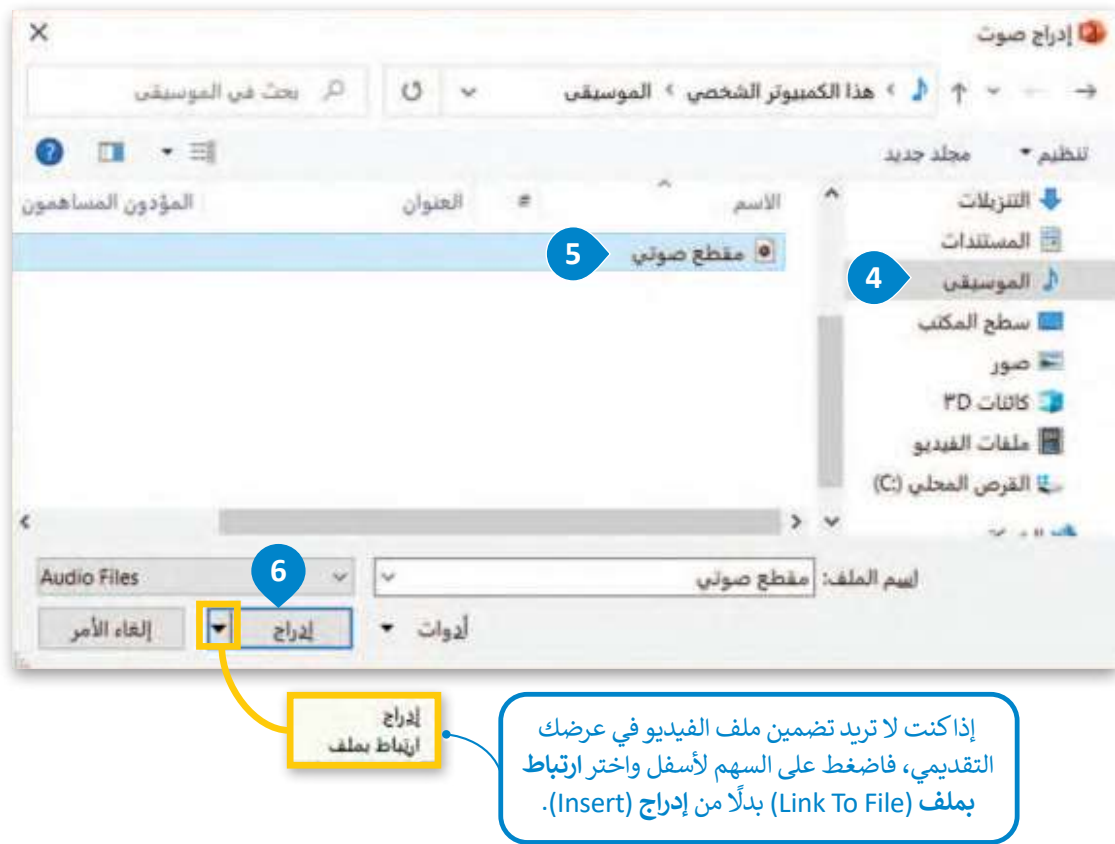 إدراج صوت
هذا الكمبيوتر الشخصي
الموسيقى
بحث في الموسيقى
تنظيم
مجلد جديد
?
الاسم
#
العنوان
المؤدون المساهمون
التنزيلات
المستندات
الموسيقى
4
سطح المكتب
صور
كائنات ٣D
ملفات الفيديو
القرص المحلي (C:)
مقطع صوتي
5
اسم الملف:
مقطع صوتي
Audio Files
6
أدوات
إدراج
إلغاء الأمر
إدراج
ارتباط بملف
إذا كنت لا تريد تضمين ملف الفيديو في عرضك
التقديمي، فاضغط على السهم لأسفل واختر ارتباط
بملف (Link To File) بدلًا من إدراج (Insert).